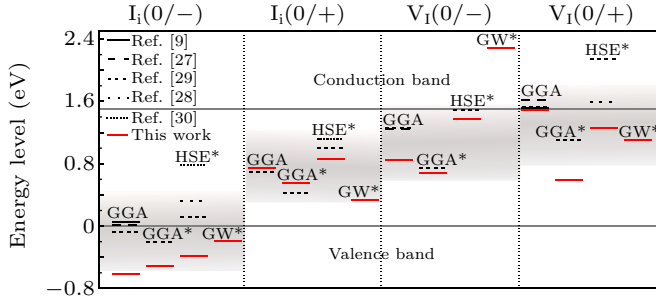 I_i(0/−) I_i(0/+) V_I(0/−) V_I(0/+)
Energy level (eV)
2.4
1.6
0.8
0
−0.8
Ref. [9]
Ref. [27]
Ref. [29]
Ref. [28]
Ref. [30]
This work
Conduction band
Valence band
GGA
GGA*
HSE*
GW*
GGA
GGA*
HSE*
GW*
GGA
GGA*
HSE*
GW*
GGA
GGA*
HSE*
GW*